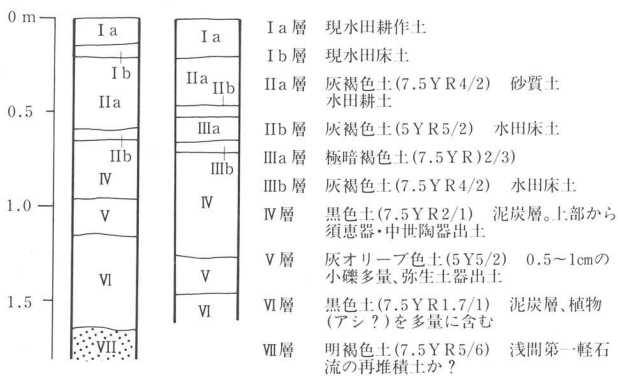 0 m
0.5
1.0
1.5
Ⅰa
Ⅰb
Ⅱa
Ⅱb
Ⅳ
Ⅴ
Ⅵ
Ⅶ
Ⅰa
Ⅱa
Ⅱb
Ⅲa
Ⅲb
Ⅳ
Ⅴ
Ⅵ
Ⅰa層 現水田耕作土
Ⅰb層 現水田床土
Ⅱa層 灰褐色土(7.5YR4/2) 砂質土
水田耕土
Ⅱb層 灰褐色土(5YR5/2) 水田床土
Ⅲa層 極暗褐色土(7.5YR)2/3)
Ⅲb層 灰褐色土(7.5YR4/2) 水田床土
Ⅳ層 黒色土(7.5YR2/1) 泥炭層。上部から
須恵器・中世陶器出土
Ⅴ層 灰オリーブ色土(5Y5/2) 0.5~1cmの
小礫多量、弥生土器出土
Ⅵ層 黒色土(7.5YR1.7/1) 泥炭層、植物
(アシ?)を多量に含む
Ⅶ層 明褐色土(7.5YR5/6) 浅間第一軽石
流の再堆積土か?